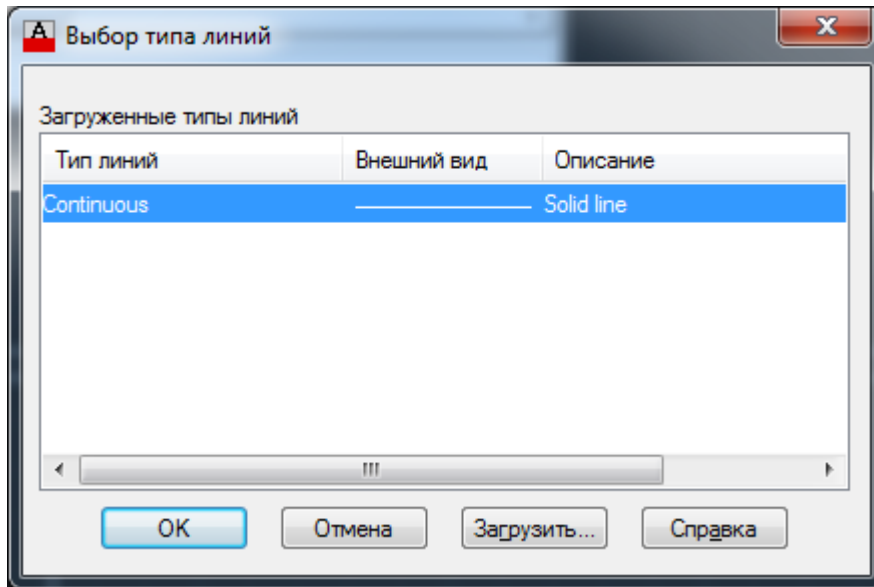 Выбор типа линий
Загруженные типы линий
Тип линий Внешний вид Описание
Continuous Solid line
OK Отмена Загрузить... Справка